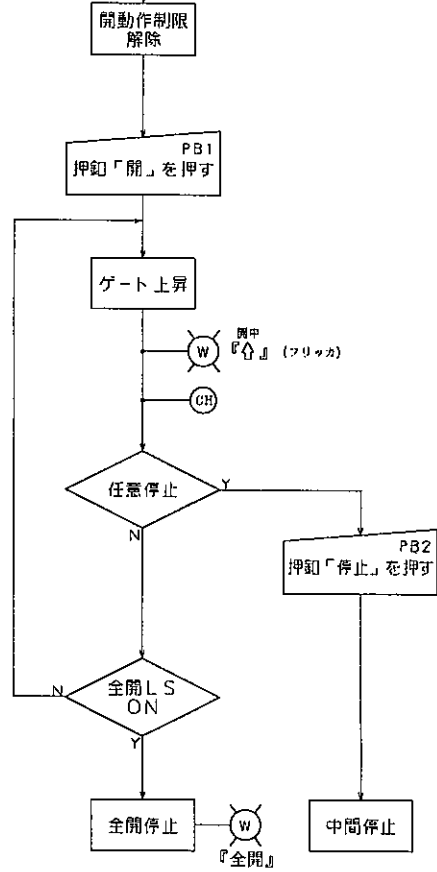 開動作制限
解除
PB1
押釦「開」を押す
ゲート上昇
開中
W
『⇧』 (フリッカ)
CH
任意停止
Y
N
PB2
押釦「停止」を押す
全開LS
ON
N
Y
全開停止
W
『全開』
中間停止